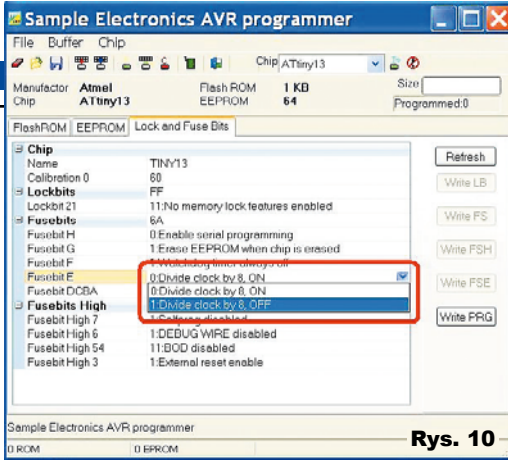 Sample Electronics AVR programmer
File Buffer Chip
Chip ATtiny13
Manufactor Atmel Flash ROM 1 KB Size
Chip ATtiny13 EEPROM 64 Programmed:0
FlashROM EEPROM Lock and Fuse Bits
Chip
Name TINY13
Calibration 0 60
Lockbits FF
Lockbit 21 11:No memory lock features enabled
Fusebits 6A
Fusebit H 0:Enable serial programming
Fusebit G 1:Erase EEPROM when chip is erased
Fusebit F 1:Watchdog timer always off
Fusebit E 0:Divide clock by 8, ON
Fusebit DCBA 0:Divide clock by 8, ON
Fusebits High 1:Divide clock by 8, OFF
Fusebit High 7 1:Selfprog disabled
Fusebit High 6 1:DEBUG WIRE disabled
Fusebit High 54 11:BOD disabled
Fusebit High 3 1:External reset enable
Refresh
Write LB
Write FS
Write FSH
Write FSE
Write PRG
Sample Electronics AVR programmer
0 ROM 0 EPROM
Rys. 10